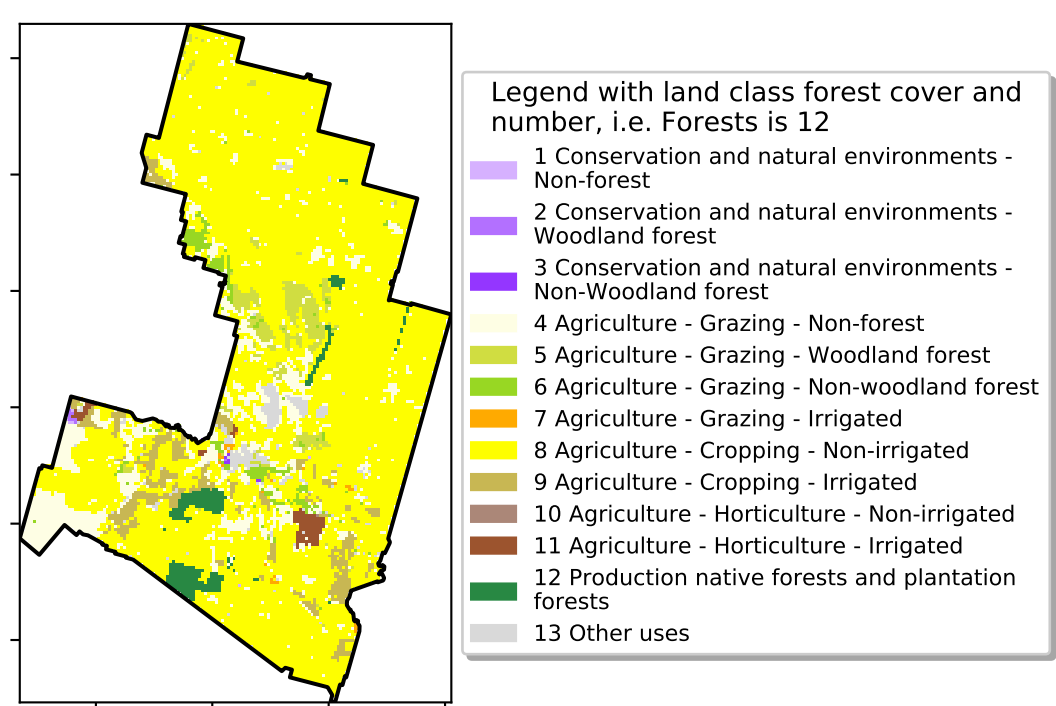 Legend with land class forest cover and
number, i.e. Forests is 12
1 Conservation and natural environments -
Non-forest
2 Conservation and natural environments -
Woodland forest
3 Conservation and natural environments -
Non-Woodland forest
4 Agriculture - Grazing - Non-forest
5 Agriculture - Grazing - Woodland forest
6 Agriculture - Grazing - Non-woodland forest
7 Agriculture - Grazing - Irrigated
8 Agriculture - Cropping - Non-irrigated
9 Agriculture - Cropping - Irrigated
10 Agriculture - Horticulture - Non-irrigated
11 Agriculture - Horticulture - Irrigated
12 Production native forests and plantation
forests
13 Other uses